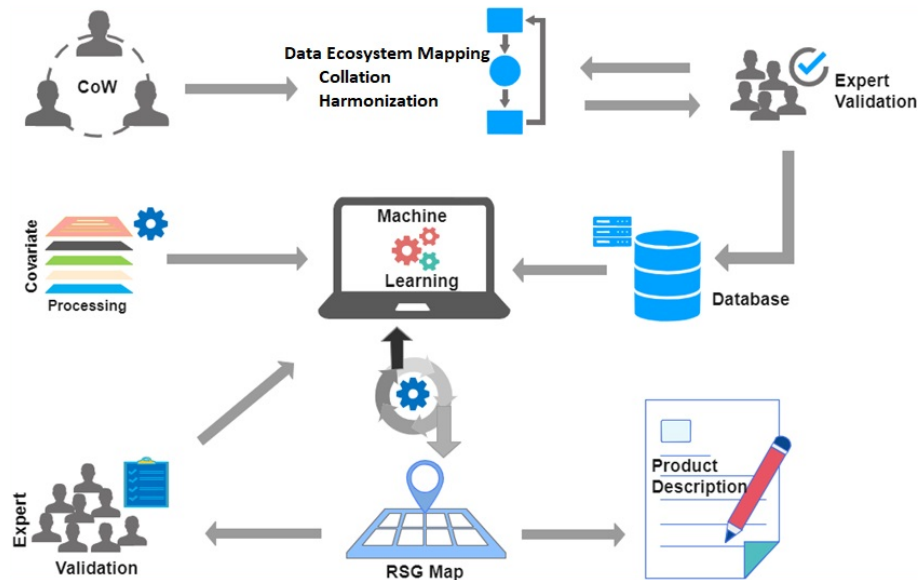 CoW
Data Ecosystem Mapping
Collation
Harmonization
Expert
Validation
Covariate
Processing
Machine
Learning
Database
Expert
Validation
RSG Map
Product
Description